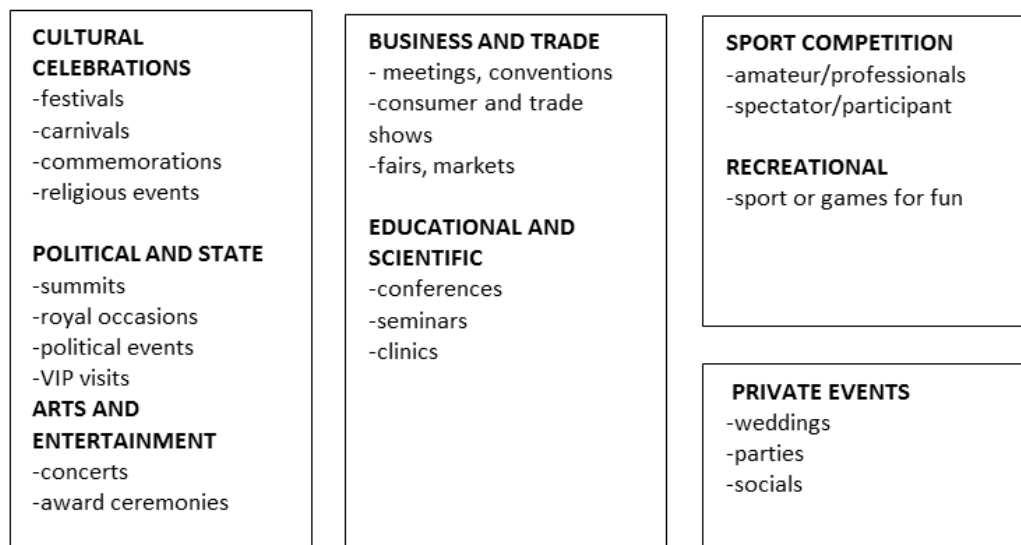 CULTURAL
CELEBRATIONS
-festivals
-carnivals
-commemorations
-religious events
POLITICAL AND STATE
-summits
-royal occasions
-political events
-VIP visits
ARTS AND
ENTERTAINMENT
-concerts
-award ceremonies
BUSINESS AND TRADE
- meetings, conventions
-consumer and trade
shows
-fairs, markets
EDUCATIONAL AND
SCIENTIFIC
-conferences
-seminars
-clinics
SPORT COMPETITION
-amateur/professionals
-spectator/participant
RECREATIONAL
-sport or games for fun
PRIVATE EVENTS
-weddings
-parties
-socials